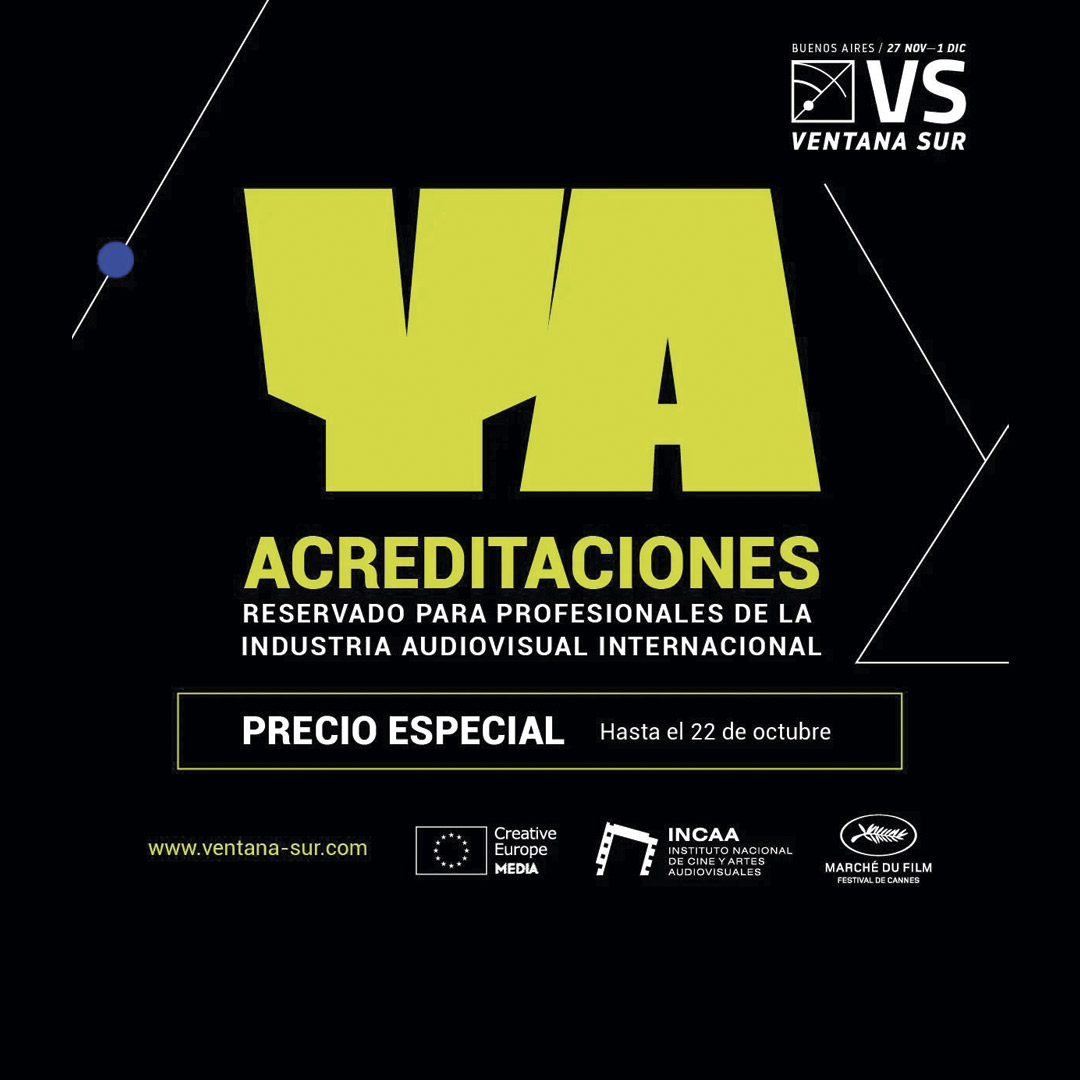 BUENOS AIRES / 27 NOV—1 DIC
VS
VENTANA SUR
YA
ACREDITACIONES
RESERVADO PARA PROFESIONALES DE LA
INDUSTRIA AUDIOVISUAL INTERNACIONAL
PRECIO ESPECIAL Hasta el 22 de octubre
www.ventana-sur.com
Creative
Europe
MEDIA
INCAA
INSTITUTO NACIONAL
DE CINE Y ARTES
AUDIOVISUALES
MARCHÉ DU FILM
FESTIVAL DE CANNES